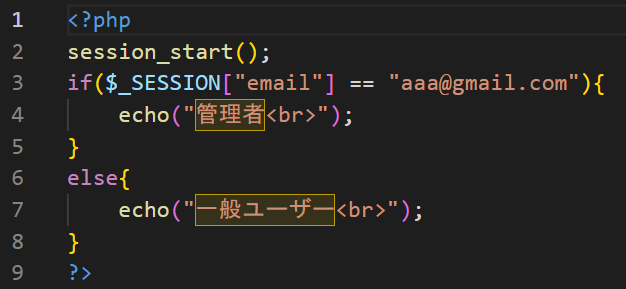 1 <?php
2 session_start();
3 if($_SESSION["email"] == "aaa@gmail.com"){
4     echo("管理者<br>");
5 }
6 else{
7     echo("一般ユーザー<br>");
8 }
9 ?>